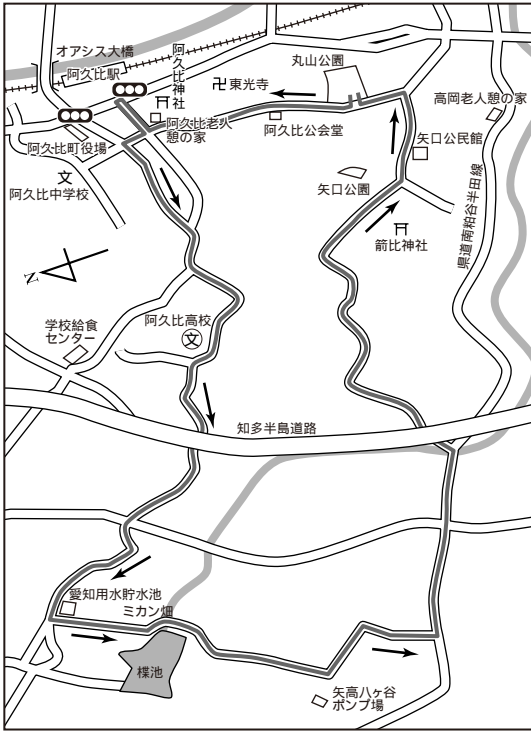 オアシス大橋
阿久比駅
阿久比神社
卍東光寺
丸山公園
高岡老人憩の家
阿久比老人
憩の家
阿久比公会堂
矢口公民館
阿久比町役場
文
阿久比中学校
矢口公園
箭比神社
県道南粕谷半田線
N
阿久比高校
文
学校給食
センター
知多半島道路
愛知用水貯水池
ミカン畑
楪池
矢高八ヶ谷
ポンプ場